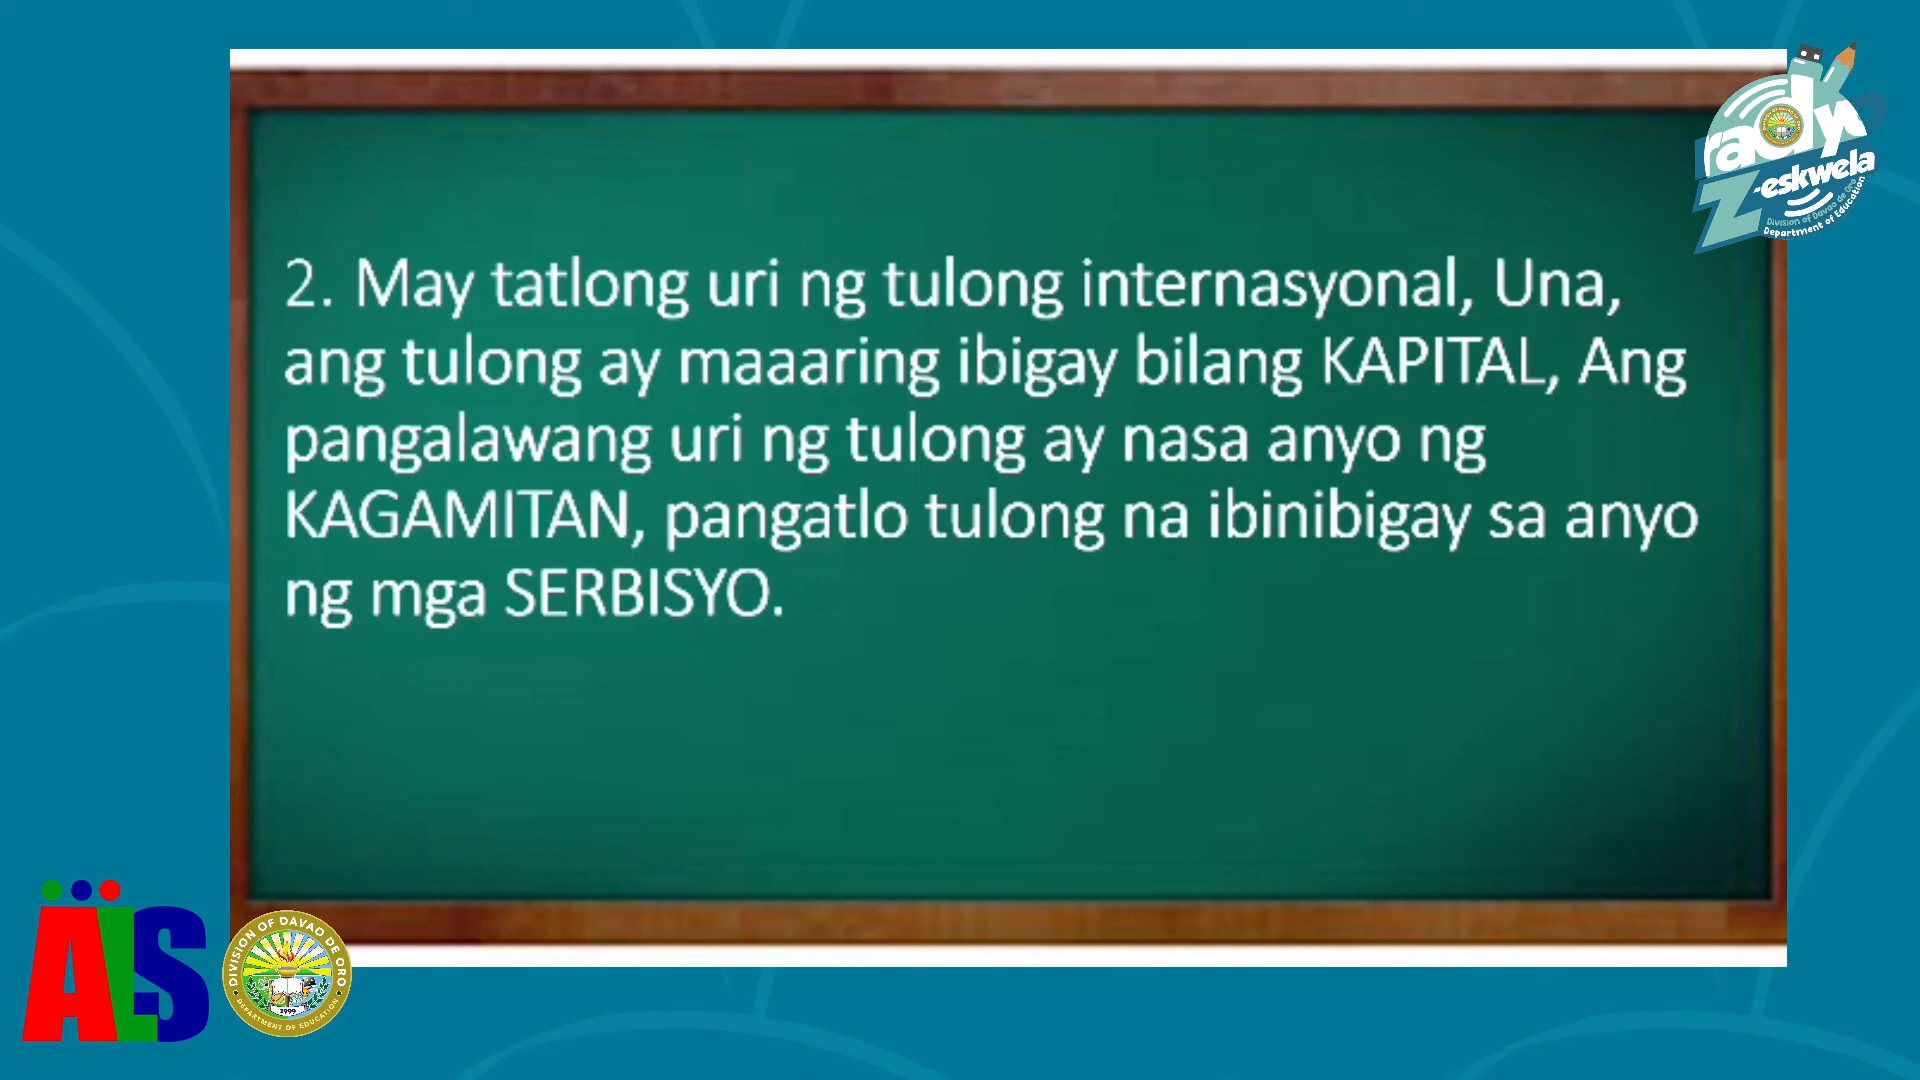 2. May tatlong uri ng tulong internasyonal, Una,
ang tulong ay maaaring ibigay bilang KAPITAL, Ang
pangalawang uri ng tulong ay nasa anyo ng
KAGAMITAN, pangatlo tulong na ibinibigay sa anyo
ng mga SERBISYO.
radyo
Z-eskwela
Division of Davao de Oro
Department of Education
ALS
DIVISION OF DAVAO DE ORO
1999
DEPARTMENT OF EDUCATION